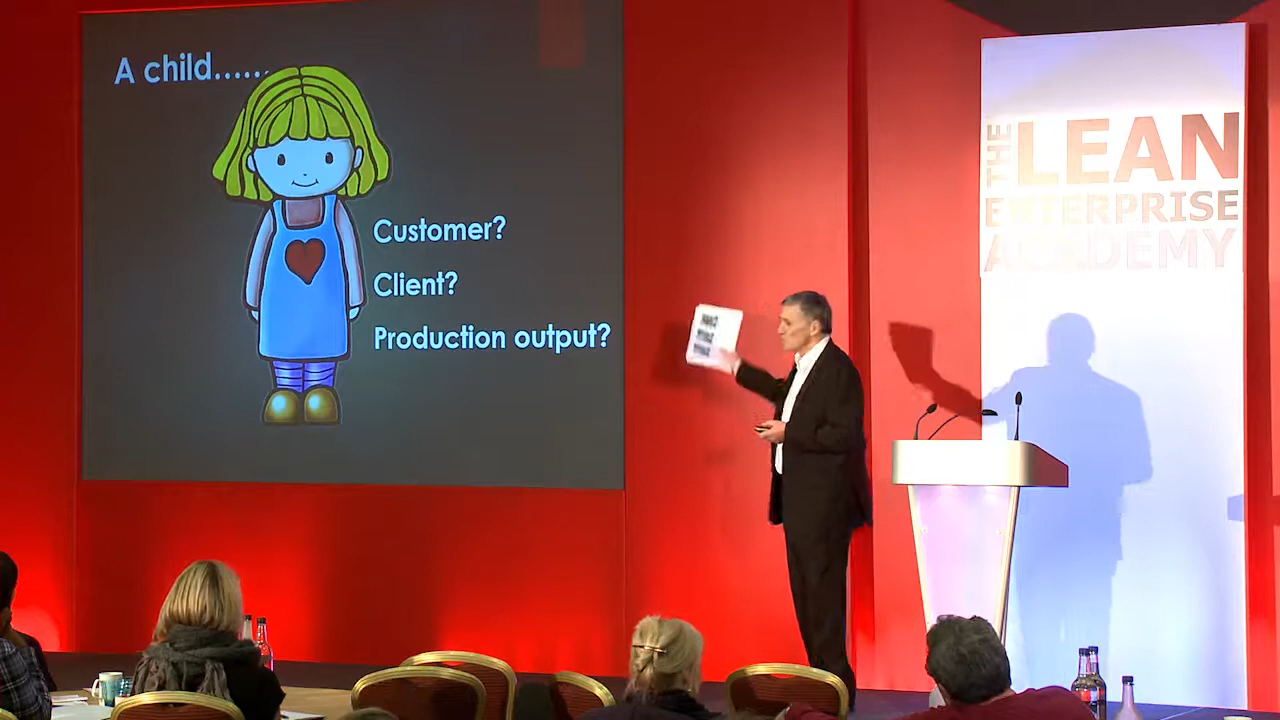 A child......
Customer?
Client?
Production output?
THE LEAN
ENTERPRISE
ACADEMY